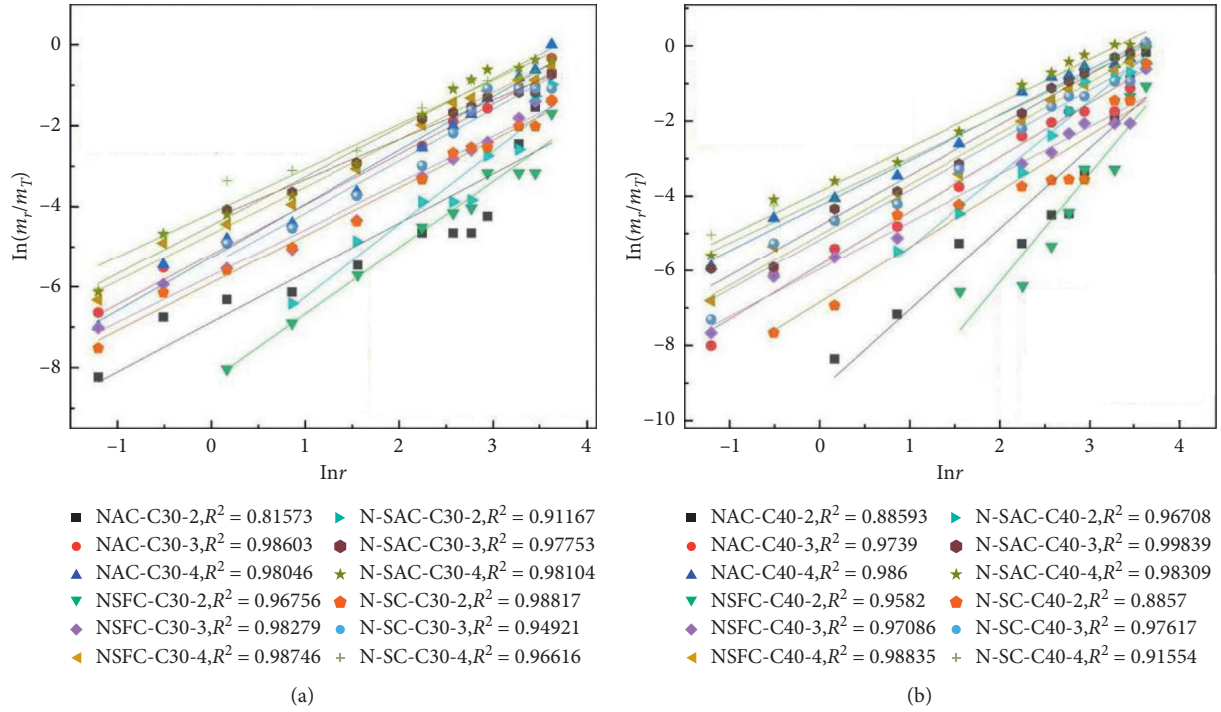 0
−2
−4
−6
−8
ln(m_r/m_T)
−1 0 1 2 3 4
Inr
NAC-C30-2,R² = 0.81573
NAC-C30-3,R² = 0.98603
NAC-C30-4,R² = 0.98046
NSFC-C30-2,R² = 0.96756
NSFC-C30-3,R² = 0.98279
NSFC-C30-4,R² = 0.98746
N-SAC-C30-2,R² = 0.91167
N-SAC-C30-3,R² = 0.97753
N-SAC-C30-4,R² = 0.98104
N-SC-C30-2,R² = 0.98817
N-SC-C30-3,R² = 0.94921
N-SC-C30-4,R² = 0.96616
(a)
0
−2
−4
−6
−8
−10
ln(m_r/m_T)
−1 0 1 2 3 4
Inr
NAC-C40-2,R² = 0.88593
NAC-C40-3,R² = 0.9739
NAC-C40-4,R² = 0.986
NSFC-C40-2,R² = 0.9582
NSFC-C40-3,R² = 0.97086
NSFC-C40-4,R² = 0.98835
N-SAC-C40-2,R² = 0.96708
N-SAC-C40-3,R² = 0.99839
N-SAC-C40-4,R² = 0.98309
N-SC-C40-2,R² = 0.8857
N-SC-C40-3,R² = 0.97617
N-SC-C40-4,R² = 0.91554
(b)